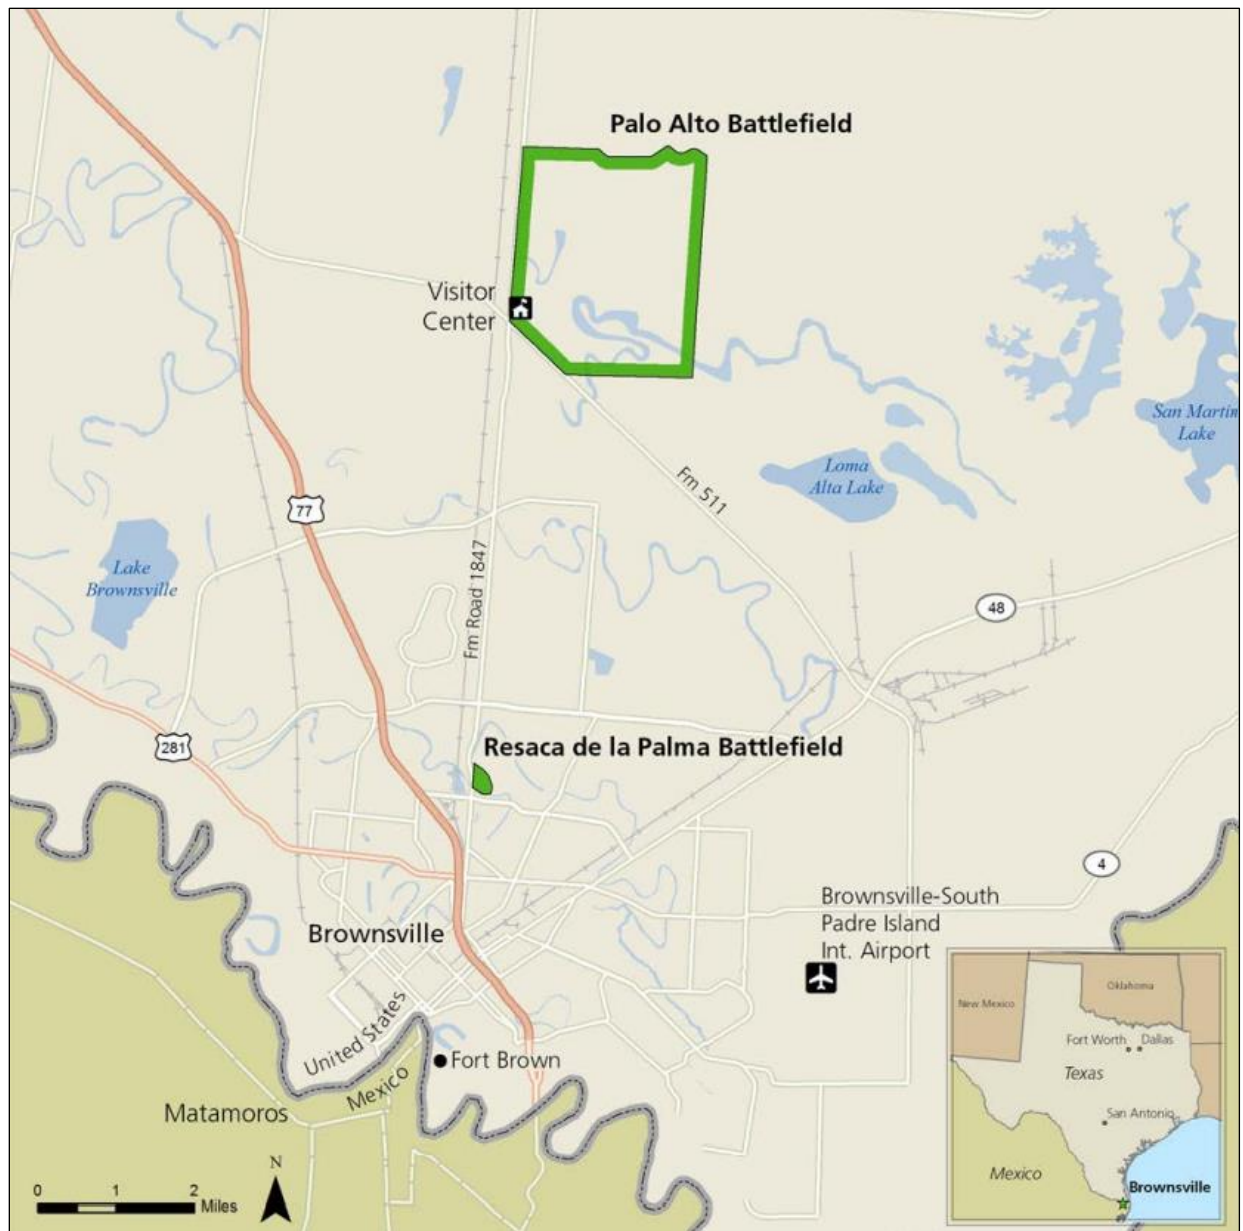 Palo Alto Battlefield
Visitor
Center
San Martin
Lake
Loma
Alta Lake
Fm 511
77
Lake
Brownsville
Fm Road 1847
48
281
Resaca de la Palma Battlefield
4
Brownsville-South
Padre Island
Int. Airport
Brownsville
United States
Mexico
Fort Brown
Matamoros
N
0 1 2
Miles
New Mexico
Oklahoma
Fort Worth
Dallas
Texas
San Antonio
Mexico
Brownsville